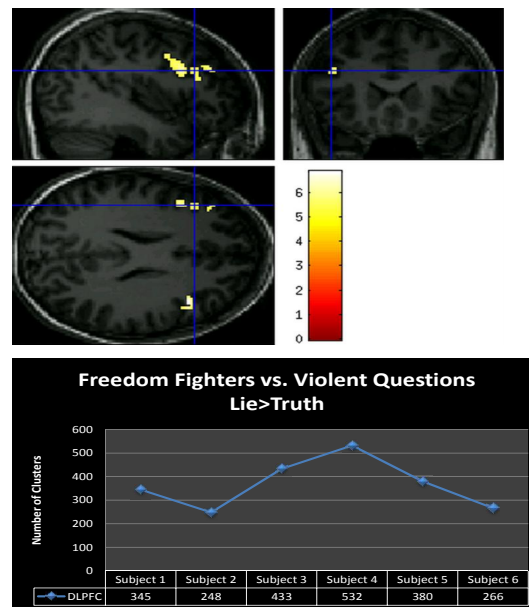 6
5
4
3
2
1
0
Freedom Fighters vs. Violent Questions
Lie>Truth
Number of Clusters
600
500
400
300
200
100
0
Subject 1 Subject 2 Subject 3 Subject 4 Subject 5 Subject 6
DLPFC 345 248 433 532 380 266